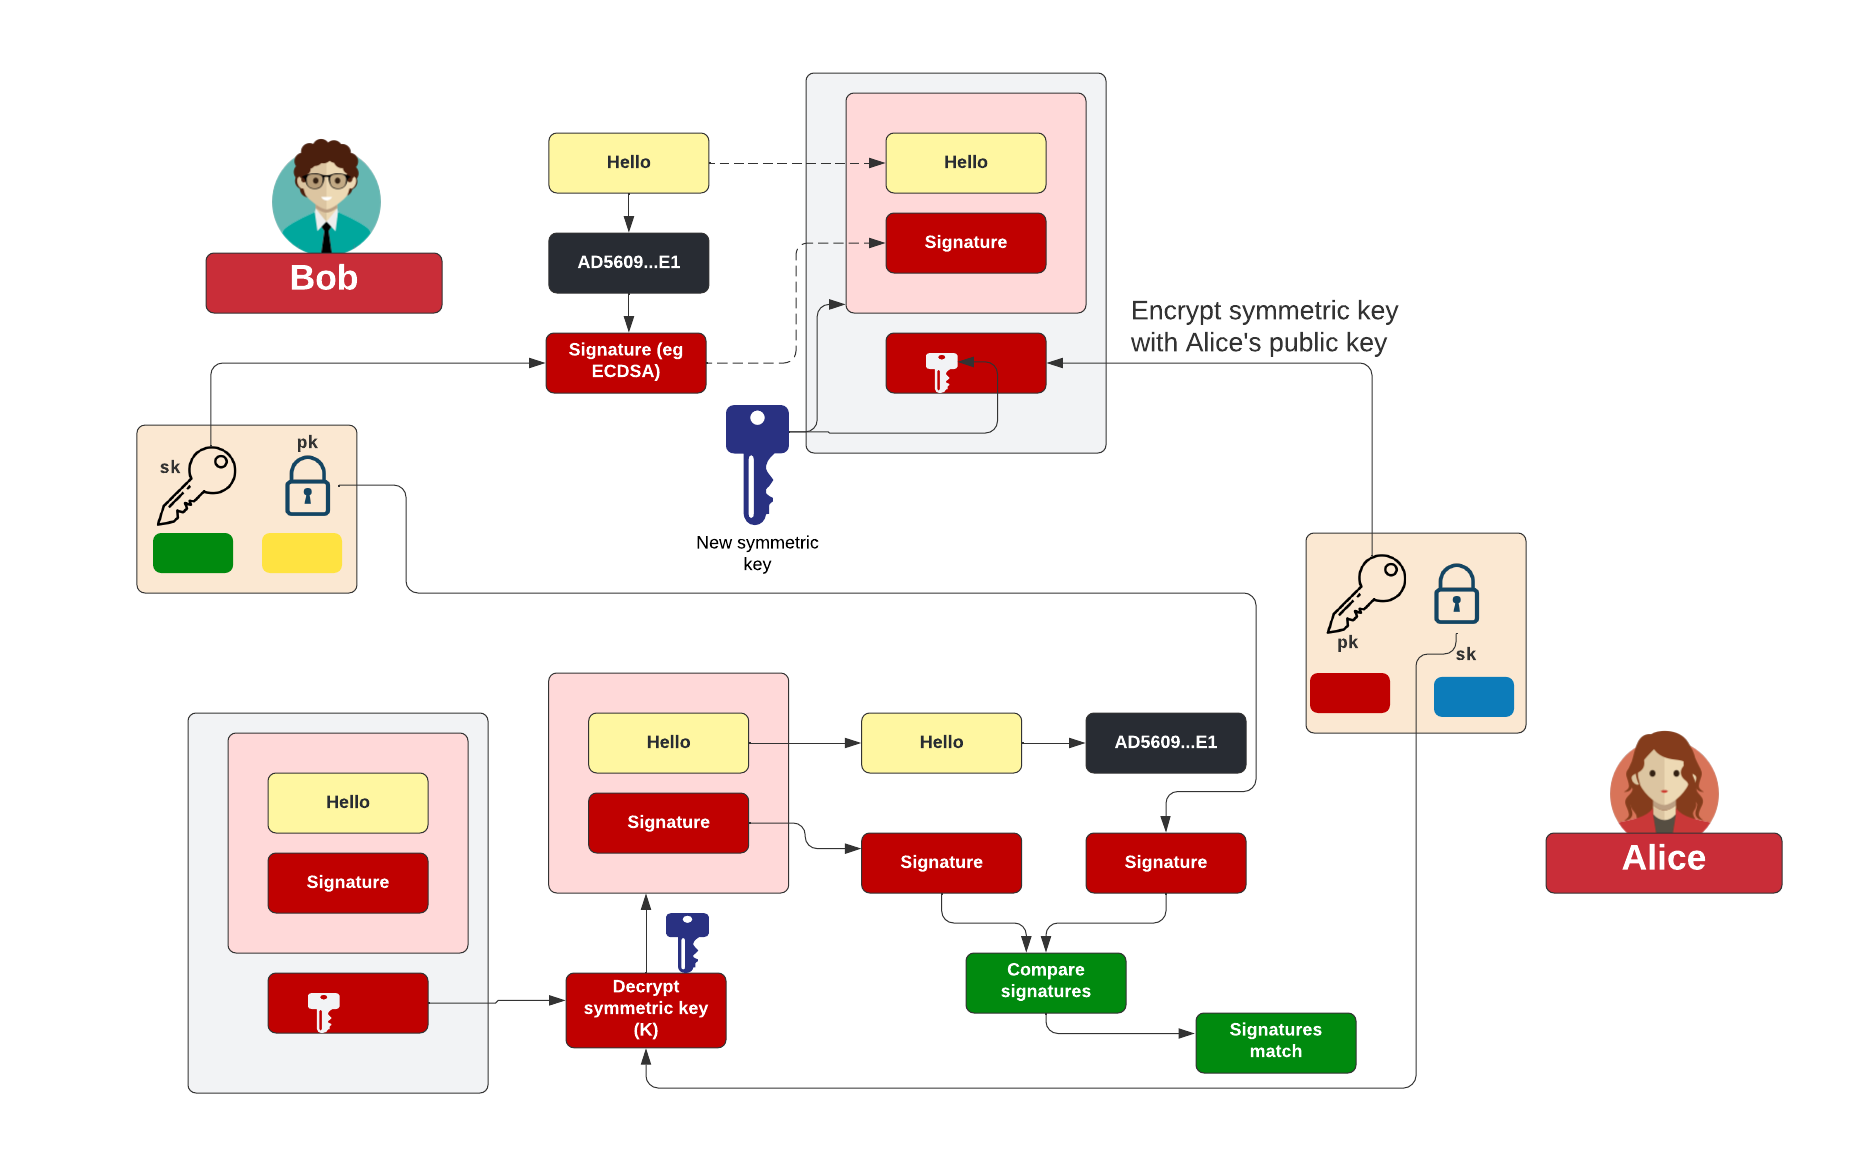 Hello
Hello
Bob
AD5609...E1
Signature
Signature (eg
ECDSA)
Encrypt symmetric key
with Alice's public key
sk
pk
New symmetric
key
pk
sk
Hello
Hello
AD5609...E1
Hello
Signature
Signature
Signature
Signature
Alice
Decrypt
symmetric key
(K)
Compare
signatures
Signatures
match